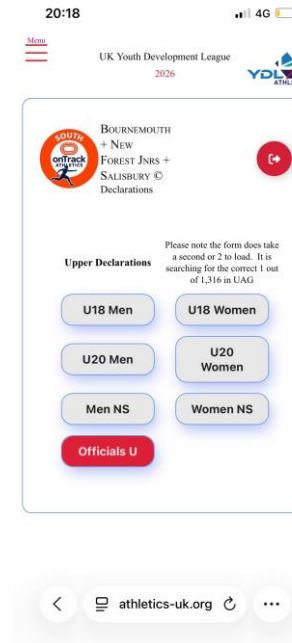 20:18
4G
Menu
UK Youth Development League
2026
YDL
ATHL
SOUTH
onTrack
ATHLETICS
BOURNEMOUTH
+ NEW
FOREST JNRS +
SALISBURY ©
Declarations
Upper Declarations
Please note the form does take
a second or 2 to load. It is
searching for the correct 1 out
of 1,316 in UAG
U18 Men
U18 Women
U20 Men
U20
Women
Men NS
Women NS
Officials U
athletics-uk.org